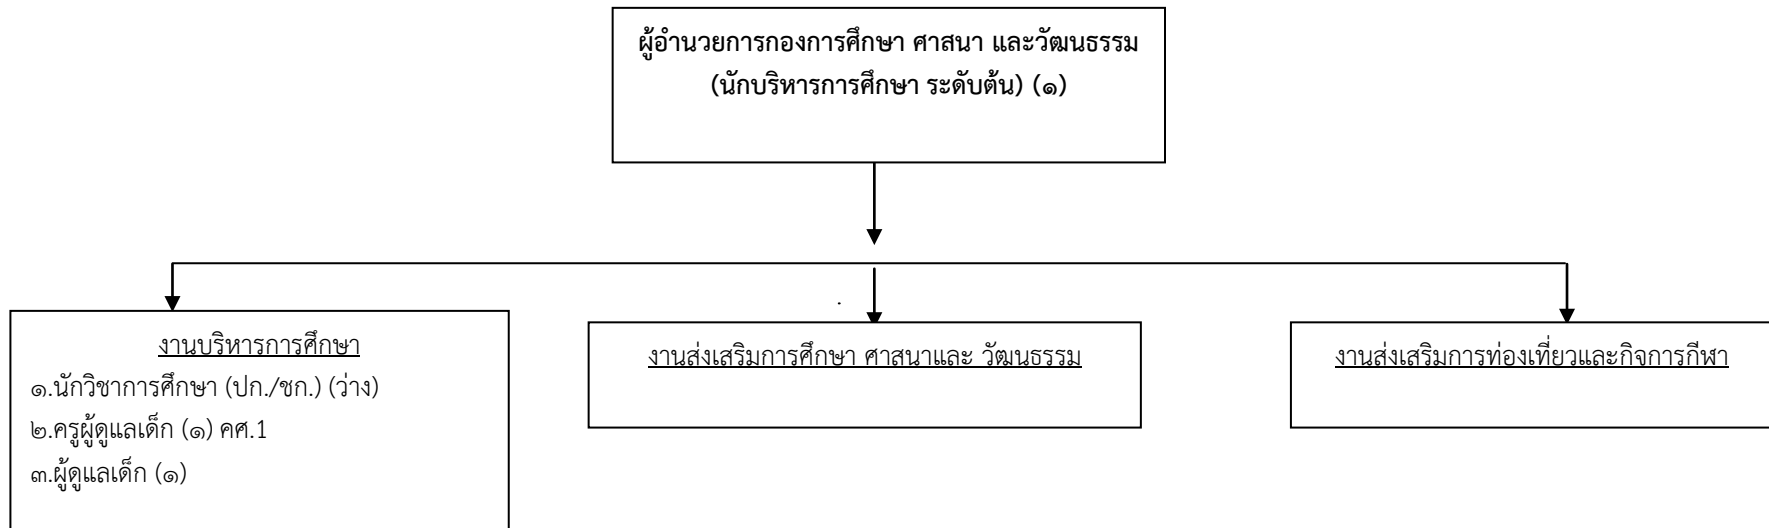 ผู้อำนวยการกองการศึกษา ศาสนา และวัฒนธรรม
(นักบริหารการศึกษา ระดับต้น) (๑)
งานบริหารการศึกษา
๑.นักวิชาการศึกษา (ปก./ชก.) (ว่าง)
๒.ครูผู้ดูแลเด็ก (๑) คศ.1
๓.ผู้ดูแลเด็ก (๑)
งานส่งเสริมการศึกษา ศาสนาและ วัฒนธรรม
งานส่งเสริมการท่องเที่ยวและกิจการกีฬา